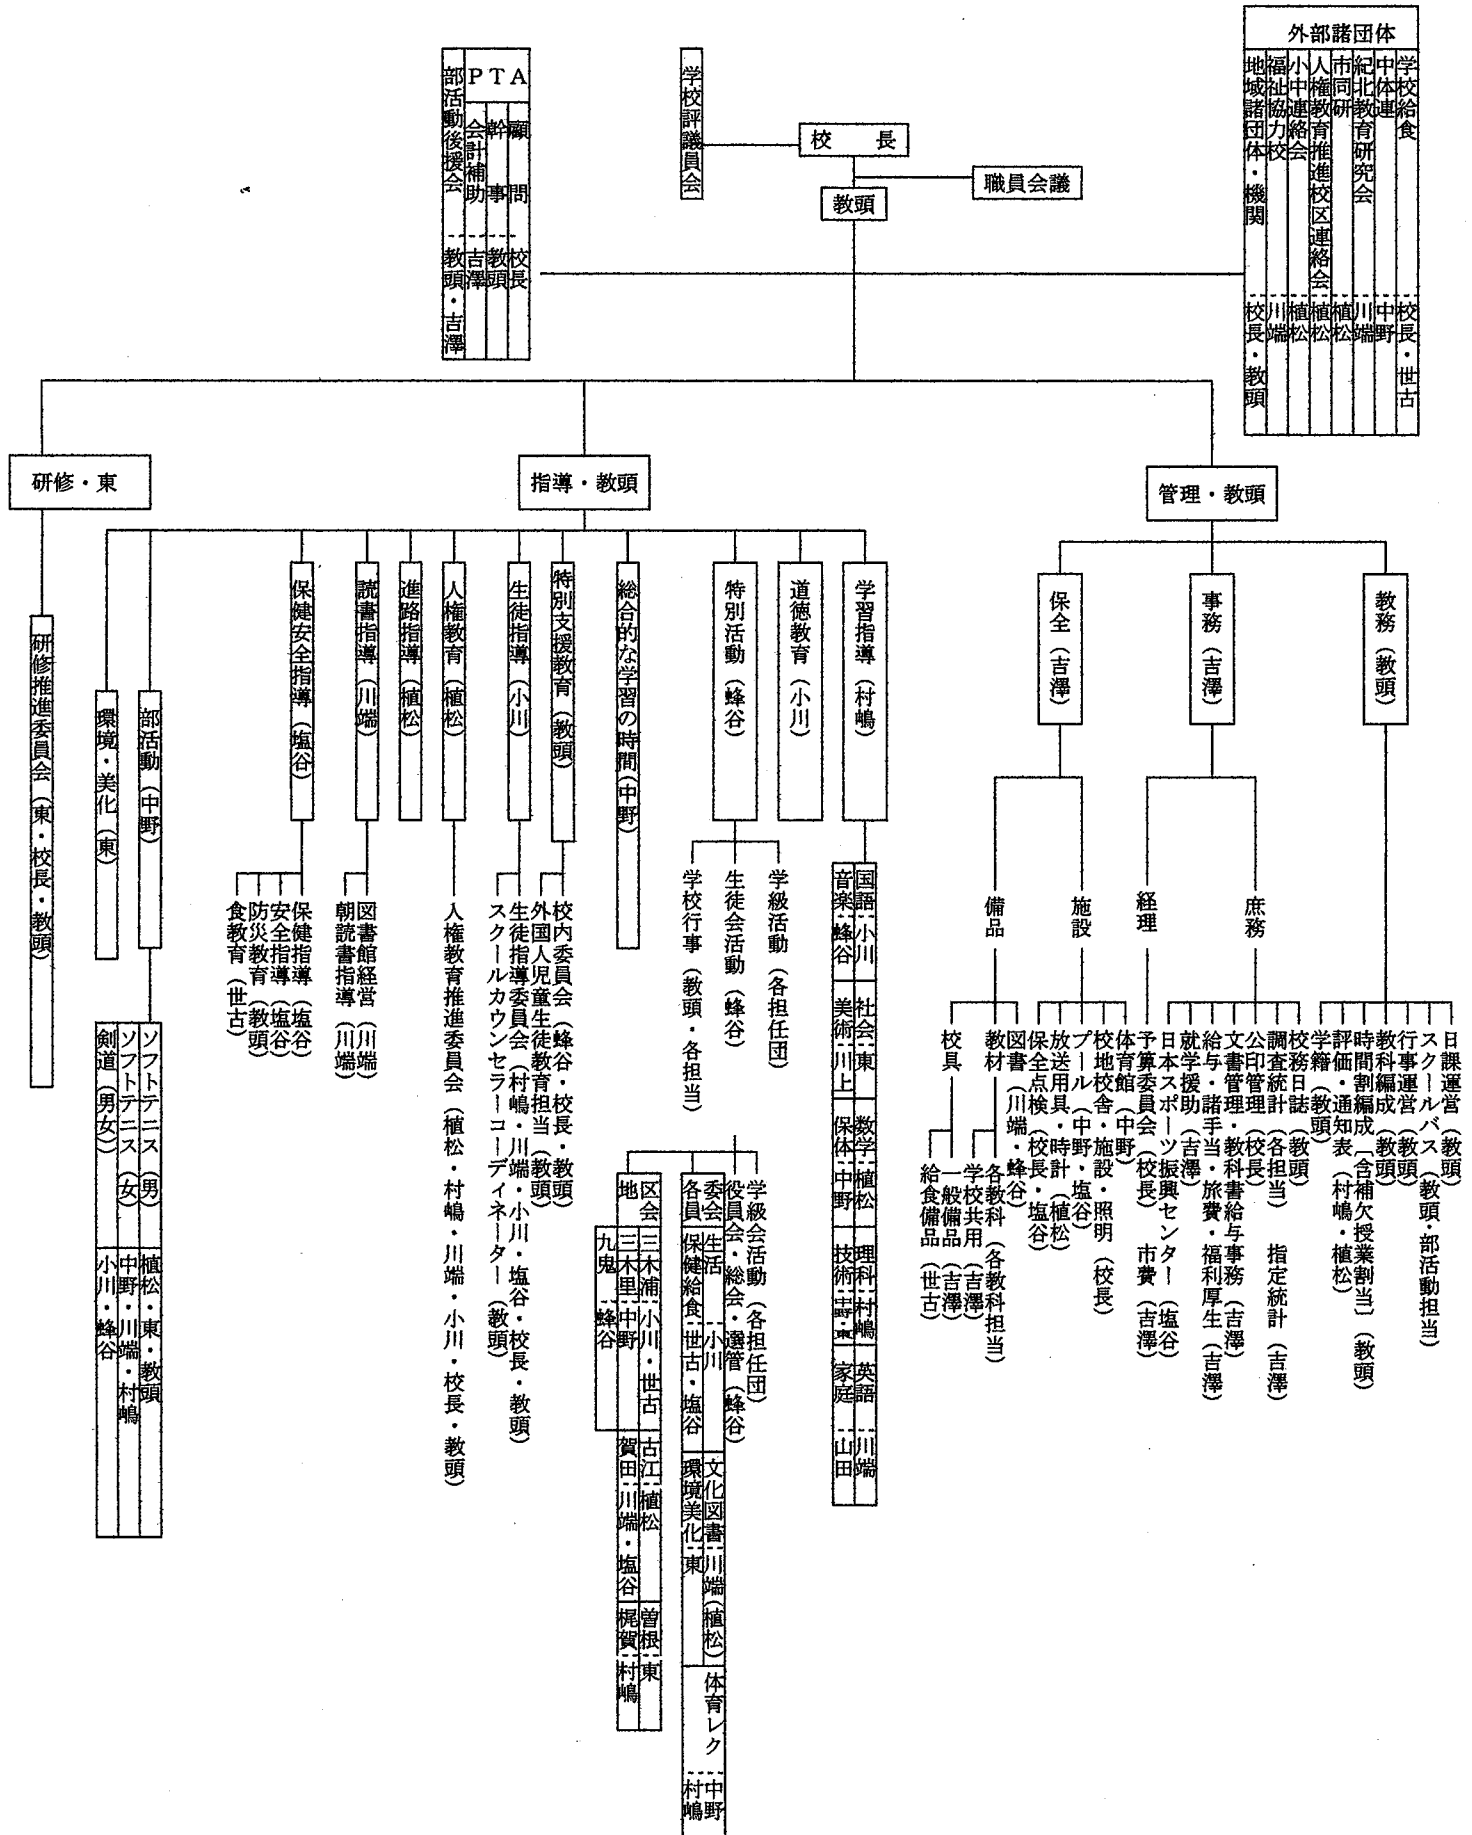 外部諸団体
学校給食 校長・世古
中体連 中野
紀北教育研究会 川端
市同研 植松
人権教育推進校区連絡会 植松
小中連絡会 植松
福祉協力校 川端
地域諸団体・機関 校長・教頭
校 長
学校評議員会
職員会議
教頭
PTA
顧問 校長
幹事 教頭
会計補助 吉澤
部活動後援会 教頭・吉澤
管理・教頭
教務(教頭)
日課運営(教頭)
スクールバス(教頭・部活動担当)
行事運営(教頭)
教科編成(教頭)
時間割編成〔含補欠授業割当〕(教頭)
評価・通知表(村嶋・植松)
学籍(教頭)
事務(吉澤)
庶務
校務日誌(教頭)
調査統計(各担当) 指定統計(吉澤)
公印管理(校長)
文書管理・教科書給与事務(吉澤)
給与・諸手当・旅費・福利厚生(吉澤)
就学援助(吉澤)
日本スポーツ振興センター(塩谷)
経理
予算委員会(校長) 市費(吉澤)
保全(吉澤)
施設
体育館(中野)
校地校舎・施設・照明(校長)
プール(中野・塩谷)
放送用具・時計(植松)
保全点検(校長・塩谷)
備品
図書(川端・蜂谷)
教材
各教科(各教科担当)
学校共用(吉澤)
校具
一般備品(吉澤)
給食備品(世古)
指導・教頭
学習指導(村嶋)
国語 小川 社会 東 数学 植松 理科 村嶋 英語 川端
音楽 蜂谷 美術 川上 保体 中野 技術 中野・東 家庭 山田
道徳教育(小川)
特別活動(蜂谷)
学級活動(各担任団)
生徒会活動(蜂谷)
学校行事(教頭・各担当)
学級会活動(各担任団)
役員会・総会・選管(蜂谷)
各委員会
生活 小川 文化図書 川端(植松) 体育レク 中野 村嶋
保健給食 世古・塩谷 環境美化 東
地区会
三木浦 小川・世古 古江 植松 曽根 東
三木里 中野 賀田 川端・塩谷 梶賀 村嶋
九鬼 蜂谷
総合的な学習の時間(中野)
特別支援教育(教頭)
校内委員会(蜂谷・校長・教頭)
外国人児童生徒教育担当(教頭)
生徒指導(小川)
生徒指導委員会(村嶋・川端・小川・塩谷・校長・教頭)
スクールカウンセラーコーディネーター(教頭)
人権教育(植松)
人権教育推進委員会(植松・村嶋・川端・小川・校長・教頭)
進路指導(植松)
読書指導(川端)
図書館経営(川端)
朝読書指導(川端)
保健安全指導(塩谷)
保健指導(塩谷)
安全指導(塩谷)
防災教育(教頭)
食教育(世古)
部活動(中野)
ソフトテニス(男) 植松・東・教頭
ソフトテニス(女) 中野・川端・村嶋
剣道(男女) 小川・蜂谷
環境・美化(東)
研修・東
研修推進委員会(東・校長・教頭)